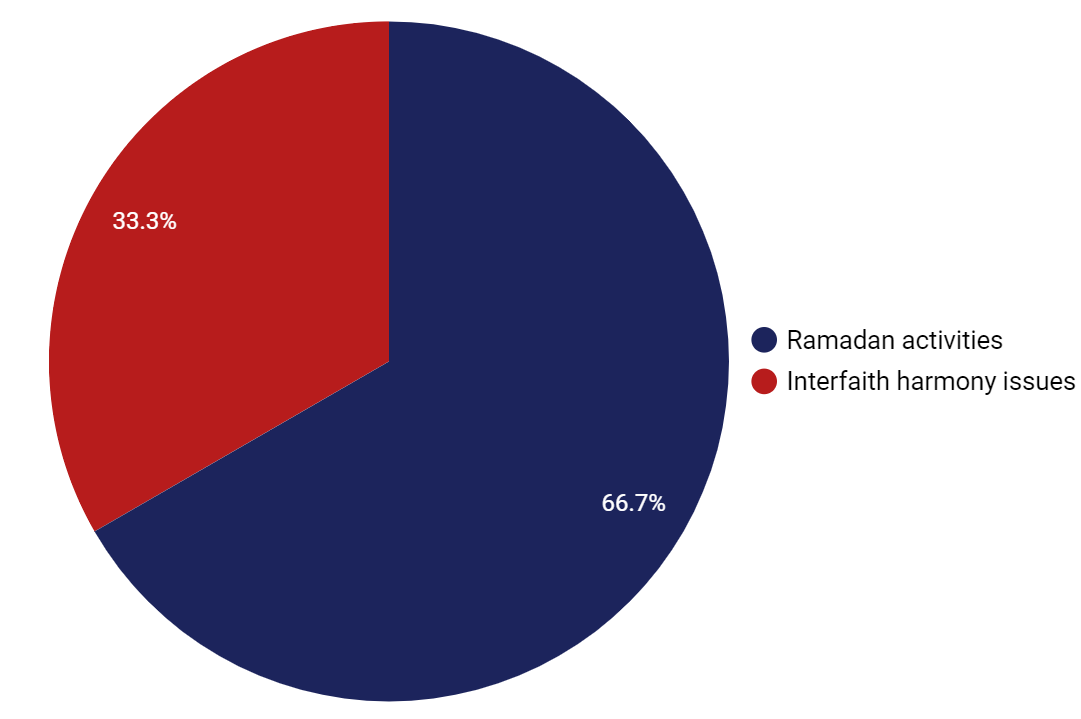 33.3%
Ramadan activities
Interfaith harmony issues
66.7%